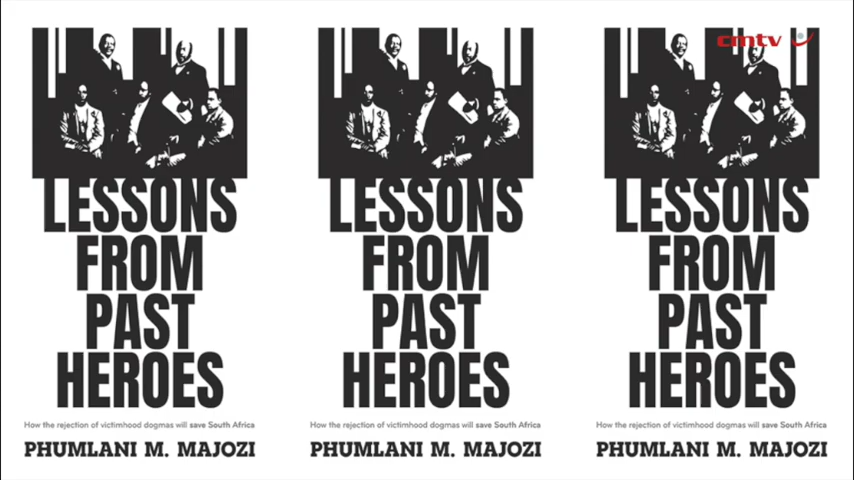 cmtv
LESSONS
FROM
PAST
HEROES
How the rejection of victimhood dogmas will save South Africa
PHUMLANI M. MAJOZI
LESSONS
FROM
PAST
HEROES
How the rejection of victimhood dogmas will save South Africa
PHUMLANI M. MAJOZI
LESSONS
FROM
PAST
HEROES
How the rejection of victimhood dogmas will save South Africa
PHUMLANI M. MAJOZI